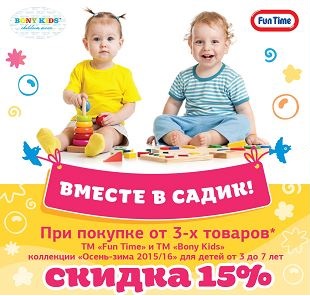 BONY KIDS
Fun Time
ВМЕСТЕ В САДИК!
При покупке от 3-х товаров*
ТМ «Fun Time» и ТМ «Bony Kids»
коллекции «Осень-зима 2015/16» для детей от 3 до 7 лет
скидка 15%